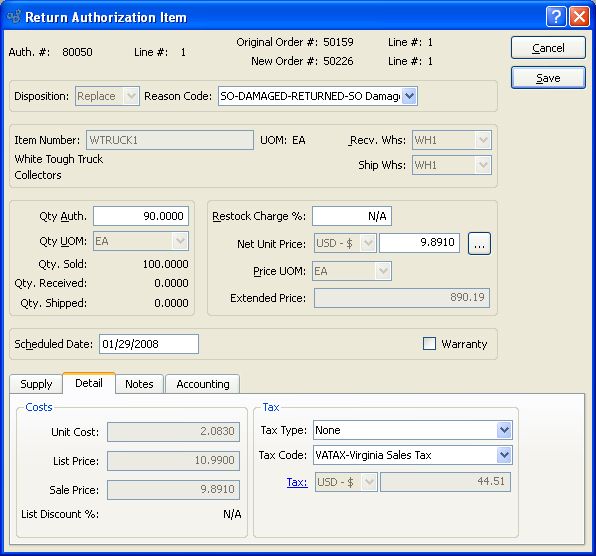 Return Authorization Item
Auth. #: 80050 Line #: 1
Original Order #: 50159 Line #: 1
New Order #: 50226 Line #: 1
Cancel
Save
Disposition: Replace Reason Code: SO-DAMAGED-RETURNED-SO Damag
Item Number: WTRUCK1 UOM: EA Recv. Whs: WH1
White Tough Truck
Collectors
Ship Whs: WH1
Qty Auth. 90.0000
Qty UOM: EA
Qty. Sold: 100.0000
Qty. Received: 0.0000
Qty. Shipped: 0.0000
Restock Charge %: N/A
Net Unit Price: USD - $ 9.8910 ...
Price UOM: EA
Extended Price: 890.19
Scheduled Date: 01/29/2008 Warranty
Supply Detail Notes Accounting
Costs
Unit Cost: 2.0830
List Price: 10.9900
Sale Price: 9.8910
List Discount %: N/A
Tax
Tax Type: None
Tax Code: VATAX-Virginia Sales Tax
Tax: USD - $ 44.51